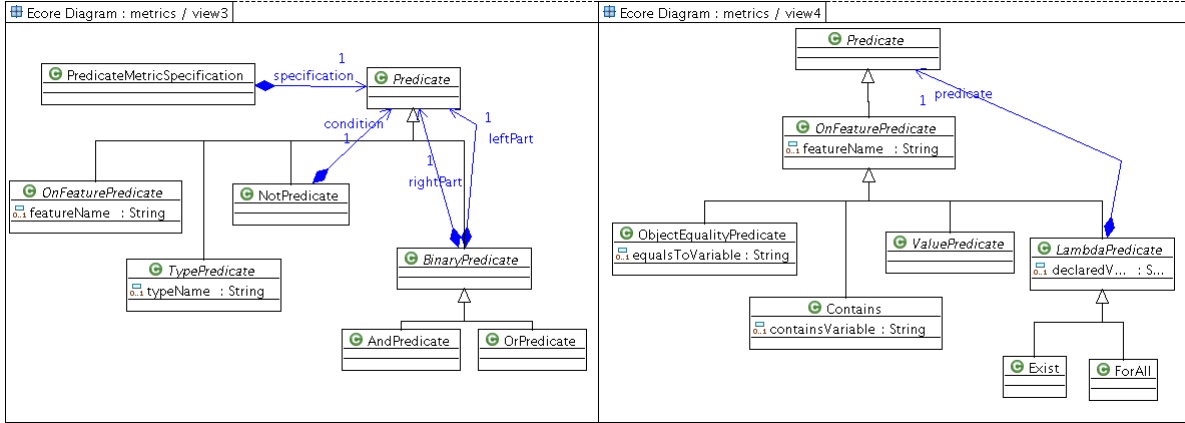 Ecore Diagram : metrics / view3
PredicateMetricSpecification
1
specification
Predicate
condition
1
1
rightPart
1
leftPart
OnFeaturePredicate
0..1 featureName : String
NotPredicate
TypePredicate
0..1 typeName : String
BinaryPredicate
AndPredicate
OrPredicate
Ecore Diagram : metrics / view4
Predicate
1 predicate
OnFeaturePredicate
0..1 featureName : String
ObjectEqualityPredicate
0..1 equalsToVariable : String
ValuePredicate
LambdaPredicate
0..1 declaredV... : S...
Contains
0..1 containsVariable : String
Exist
ForAll